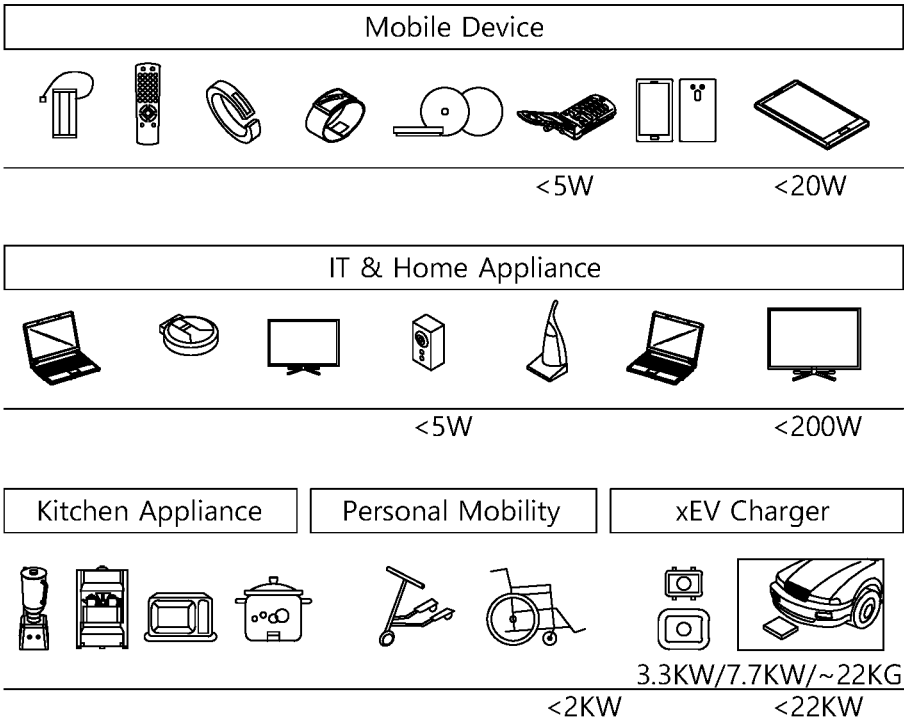 Mobile Device
<5W <20W
IT & Home Appliance
<5W <200W
Kitchen Appliance Personal Mobility xEV Charger
3.3KW/7.7KW/~22KG
<2KW <22KW